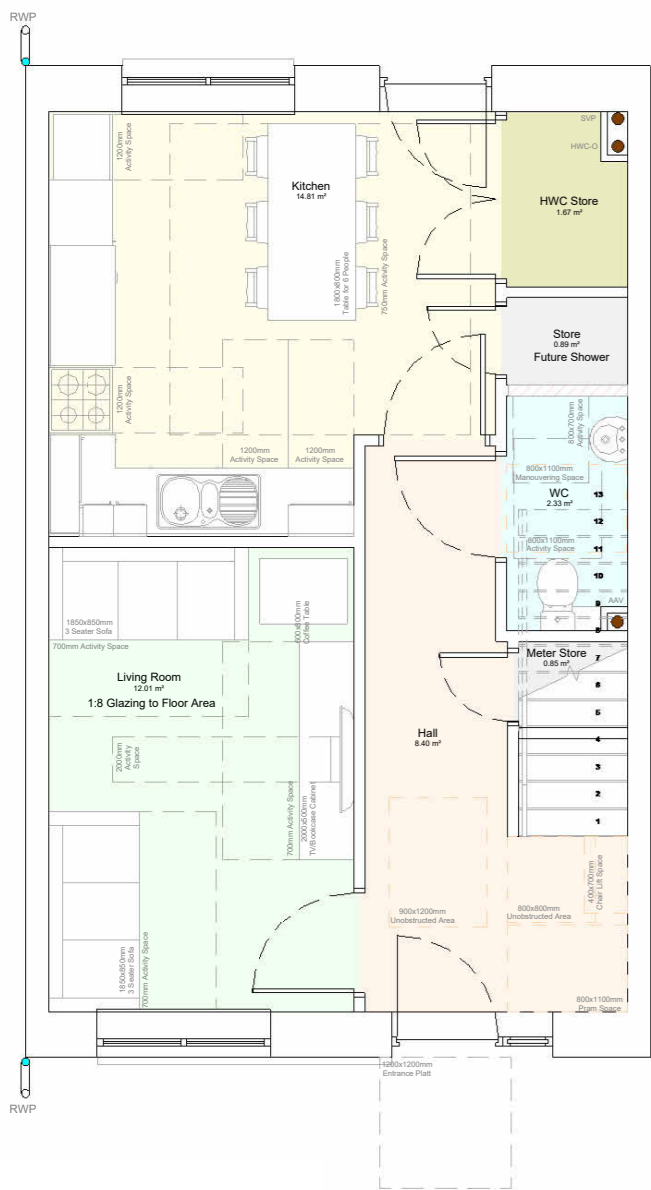 RWP
SVP
HWC-O
1200mm
Activity Space
Kitchen
14.81 m²
HWC Store
1.67 m²
1800x800mm
Table for 6 People
750mm Activity Space
Store
0.89 m²
Future Shower
1200mm
Activity Space
1200mm
Activity Space
1200mm
Activity Space
800x700mm
Activity Space
800x1100mm
Manouvering Space
WC
2.33 m²
13
12
800x1100mm
Activity Space
11
10
9
AAV
8
1850x850mm
3 Seater Sofa
600x800mm
Coffee Table
700mm Activity Space
Meter Store
0.85 m²
7
6
5
Living Room
12.01 m²
1:8 Glazing to Floor Area
Hall
8.40 m²
4
3
2
1
2000mm
Activity
Space
700mm Activity Space
2000x500mm
TV/Bookcase Cabinet
400x700mm
Chair Lift Space
900x1200mm
Unobstructed Area
800x800mm
Unobstructed Area
1850x850mm
3 Seater Sofa
700mm Activity Space
800x1100mm
Pram Space
1200x1200mm
Entrance Platt
RWP